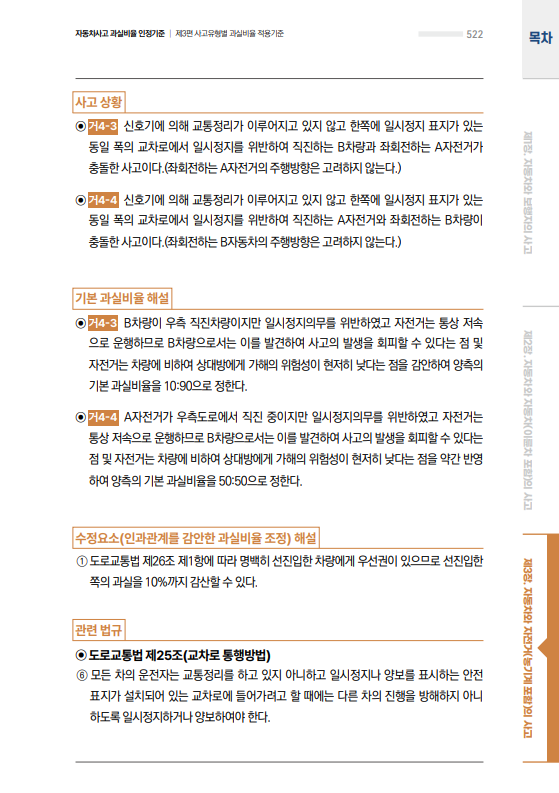 자동차사고 과실비율 인정기준 | 제3편 사고유형별 과실비율 적용기준
522
목차
사고 상황
◉ 거4-3 신호기에 의해 교통정리가 이루어지고 있지 않고 한쪽에 일시정지 표지가 있는
동일 폭의 교차로에서 일시정지를 위반하여 직진하는 B차량과 좌회전하는 A자전거가
충돌한 사고이다.(좌회전하는 A자전거의 주행방향은 고려하지 않는다.)
◉ 거4-4 신호기에 의해 교통정리가 이루어지고 있지 않고 한쪽에 일시정지 표지가 있는
동일 폭의 교차로에서 일시정지를 위반하여 직진하는 A자전거와 좌회전하는 B차량이
충돌한 사고이다.(좌회전하는 B자동차의 주행방향은 고려하지 않는다.)
기본 과실비율 해설
◉ 거4-3 B차량이 우측 직진차량이지만 일시정지의무를 위반하였고 자전거는 통상 저속
으로 운행하므로 B차량으로서는 이를 발견하여 사고의 발생을 회피할 수 있다는 점 및
자전거는 차량에 비하여 상대방에게 가해의 위험성이 현저히 낮다는 점을 감안하여 양측의
기본 과실비율을 10:90으로 정한다.
◉ 거4-4 A자전거가 우측도로에서 직진 중이지만 일시정지의무를 위반하였고 자전거는
통상 저속으로 운행하므로 B차량으로서는 이를 발견하여 사고의 발생을 회피할 수 있다는
점 및 자전거는 차량에 비하여 상대방에게 가해의 위험성이 현저히 낮다는 점을 약간 반영
하여 양측의 기본 과실비율을 50:50으로 정한다.
수정요소(인과관계를 감안한 과실비율 조정) 해설
① 도로교통법 제26조 제1항에 따라 명백히 선진입한 차량에게 우선권이 있으므로 선진입한
쪽의 과실을 10%까지 감산할 수 있다.
관련 법규
◉ 도로교통법 제25조(교차로 통행방법)
⑥ 모든 차의 운전자는 교통정리를 하고 있지 아니하고 일시정지나 양보를 표시하는 안전
표지가 설치되어 있는 교차로에 들어가려고 할 때에는 다른 차의 진행을 방해하지 아니
하도록 일시정지하거나 양보하여야 한다.
제1장. 자동차와 보행자의 사고
제2장. 자동차와 자동차(이륜차 포함)의 사고
제3장. 자동차와 자전거(농기계 포함)의 사고